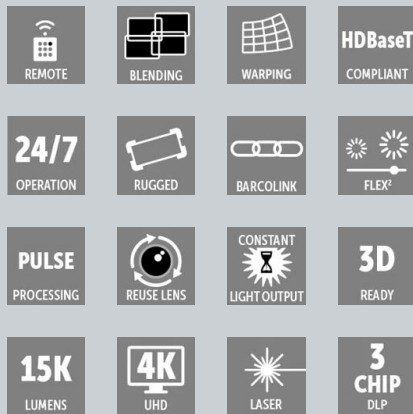 REMOTE
BLENDING
WARPING
HDBaseT
COMPLIANT
24/7
OPERATION
RUGGED
BARCOLINK
FLEX²
PULSE
PROCESSING
REUSE LENS
CONSTANT
LIGHT OUTPUT
3D
READY
15K
LUMENS
4K
UHD
LASER
3
CHIP
DLP